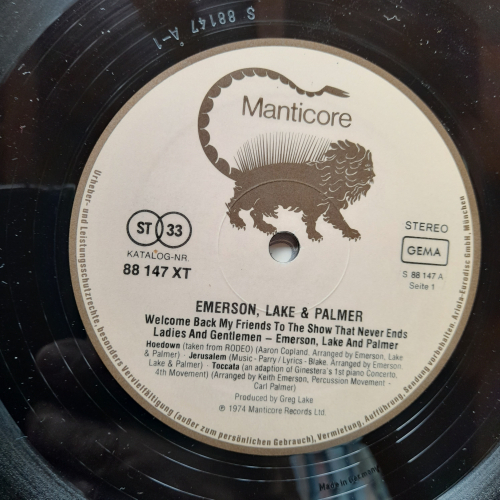 S 88147 A-1
Manticore
ST 33
STEREO
KATALOG-NR.
88 147 XT
GEMA
S 88 147 A
Seite 1
EMERSON, LAKE & PALMER
Welcome Back My Friends To The Show That Never Ends
Ladies And Gentlemen – Emerson, Lake And Palmer
Hoedown (taken from RODEO) (Aaron Copland. Arranged by Emerson, Lake
& Palmer) · Jerusalem (Music - Parry / Lyrics - Blake. Arranged by Emerson,
Lake & Palmer) · Toccata (an adaption of Ginestera's 1st piano Concerto,
4th Movement) (Arranged by Keith Emerson, Percussion Movement -
Carl Palmer)
Produced by Greg Lake
℗ 1974 Manticore Records Ltd.
Urheber- und Leistungsschutzrechte, besonders Vervielfältigung (außer zum persönlichen Gebrauch), Vermietung, Aufführung, Sendung vorbehalten. Ariola-Eurodisc GmbH, München
Made in Germany